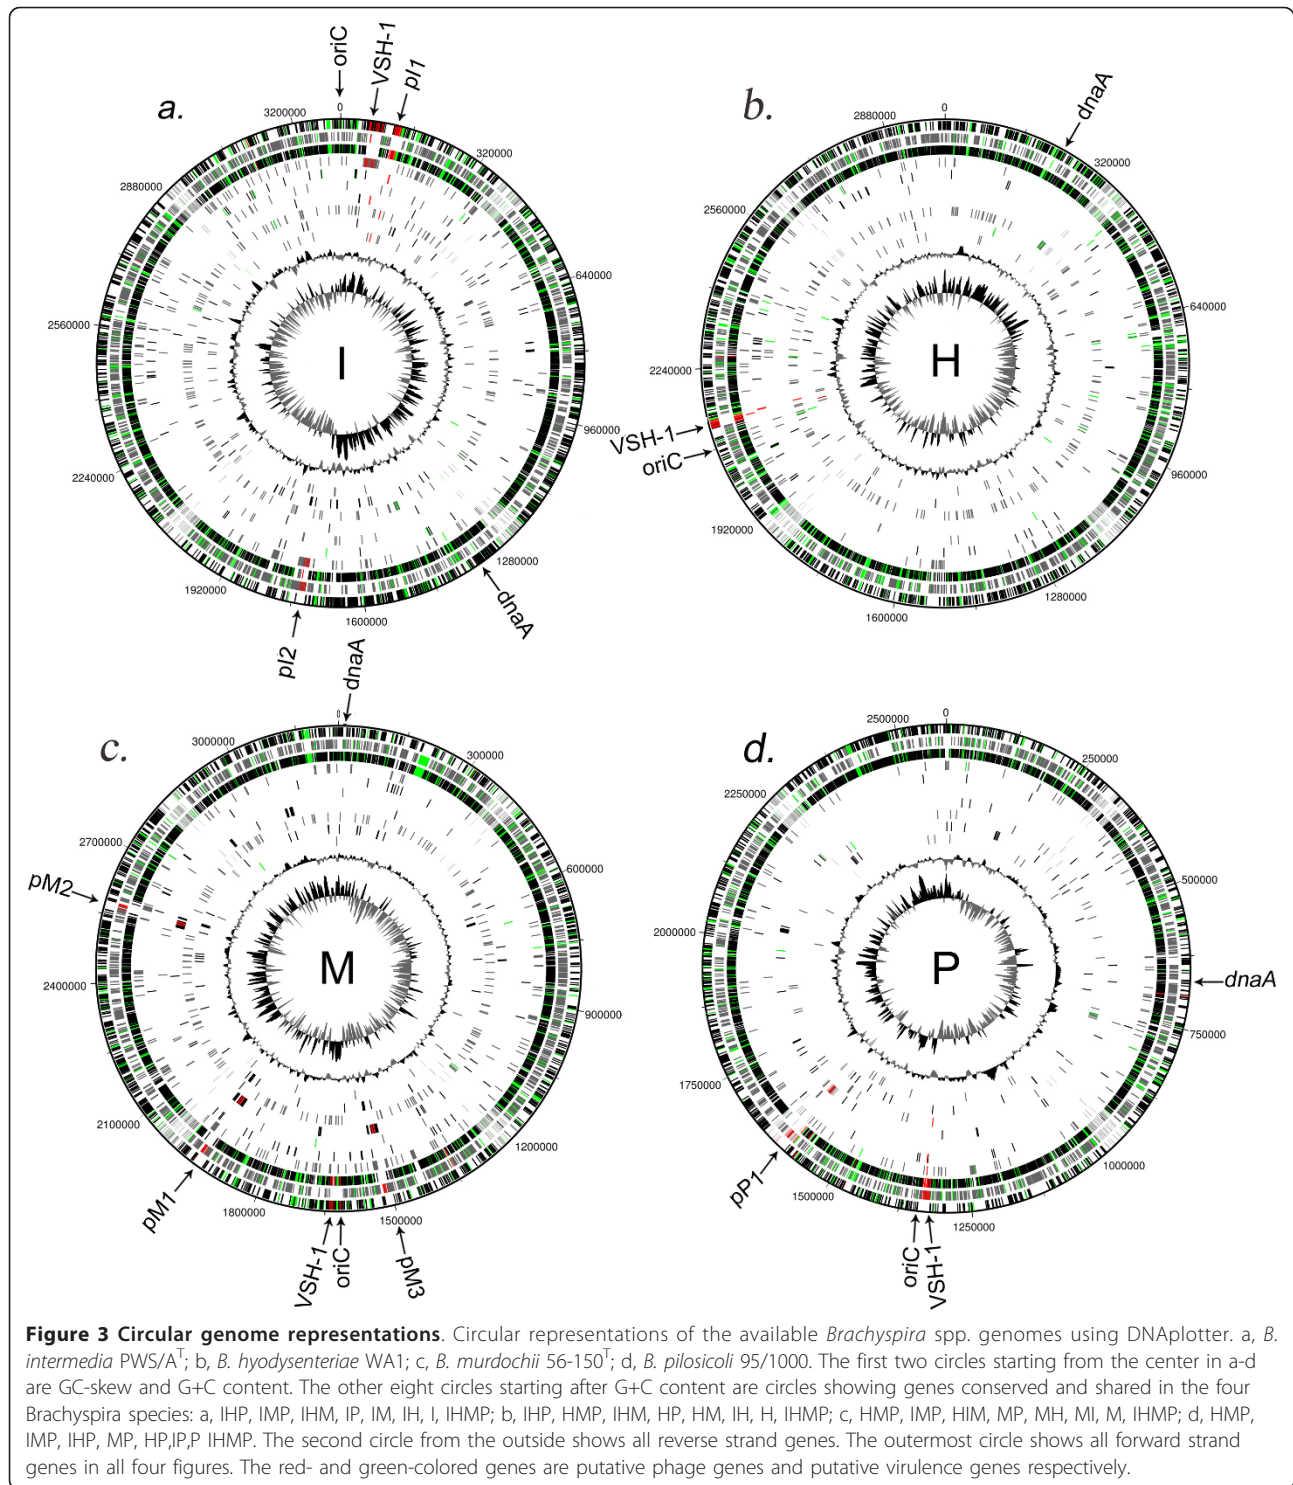 a.
oriC
VSH-1
pI1
0
320000
640000
960000
1280000
dnaA
1600000
pI2
1920000
2240000
2560000
2880000
3200000
I
b.
0
dnaA
320000
640000
960000
1280000
1600000
1920000
oriC
VSH-1
2240000
2560000
2880000
H
c.
0
dnaA
300000
600000
900000
1200000
1500000
pM3
oriC
VSH-1
1800000
pM1
2100000
2400000
pM2
2700000
3000000
M
d.
0
250000
500000
dnaA
750000
1000000
1250000
VSH-1
oriC
1500000
pP1
1750000
2000000
2250000
2500000
P
Figure 3 Circular genome representations. Circular representations of the available Brachyspira spp. genomes using DNAplotter. a, B.
intermedia PWS/A^T; b, B. hyodysenteriae WA1; c, B. murdochii 56-150^T; d, B. pilosicoli 95/1000. The first two circles starting from the center in a-d
are GC-skew and G+C content. The other eight circles starting after G+C content are circles showing genes conserved and shared in the four
Brachyspira species: a, IHP, IMP, IHM, IP, IM, IH, I, IHMP; b, IHP, HMP, IHM, HP, HM, IH, H, IHMP; c, HMP, IMP, HIM, MP, MH, MI, M, IHMP; d, HMP,
IMP, IHP, MP, HP,IP,P IHMP. The second circle from the outside shows all reverse strand genes. The outermost circle shows all forward strand
genes in all four figures. The red- and green-colored genes are putative phage genes and putative virulence genes respectively.